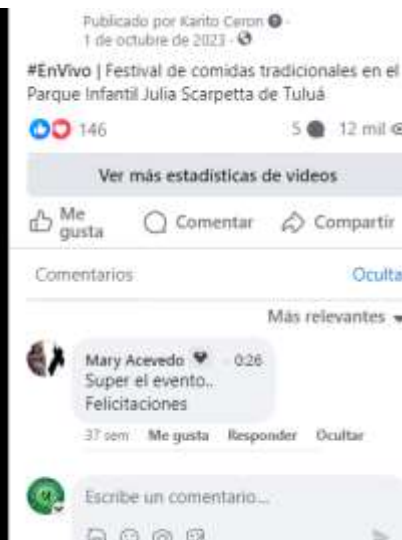 Publicado por Karito Ceron
1 de octubre de 2023 ·
#EnVivo | Festival de comidas tradicionales en el
Parque Infantil Julia Scarpetta de Tuluá
146 5 12 mil
Ver más estadísticas de videos
Me gusta Comentar Compartir
Comentarios Oculta
Más relevantes
Mary Acevedo 0:26
Super el evento..
Felicitaciones
37 sem Me gusta Responder Ocultar
Escribe un comentario...